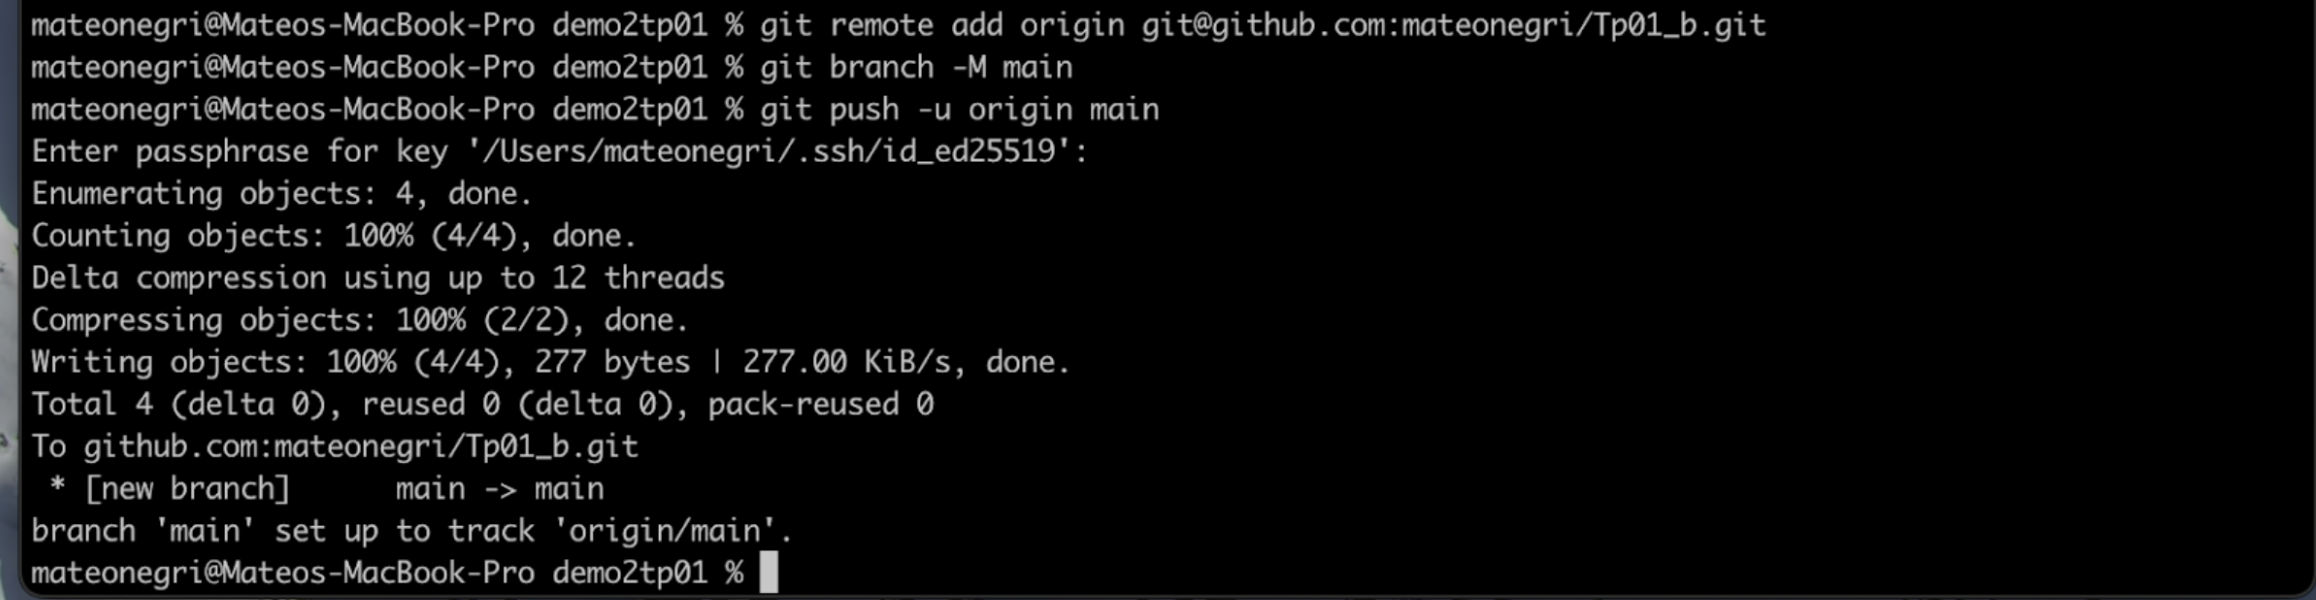 mateonegri@Mateos-MacBook-Pro demo2tp01 % git remote add origin git@github.com:mateonegri/Tp01_b.git
mateonegri@Mateos-MacBook-Pro demo2tp01 % git branch -M main
mateonegri@Mateos-MacBook-Pro demo2tp01 % git push -u origin main
Enter passphrase for key '/Users/mateonegri/.ssh/id_ed25519':
Enumerating objects: 4, done.
Counting objects: 100% (4/4), done.
Delta compression using up to 12 threads
Compressing objects: 100% (2/2), done.
Writing objects: 100% (4/4), 277 bytes | 277.00 KiB/s, done.
Total 4 (delta 0), reused 0 (delta 0), pack-reused 0
To github.com:mateonegri/Tp01_b.git
 * [new branch]      main -> main
branch 'main' set up to track 'origin/main'.
mateonegri@Mateos-MacBook-Pro demo2tp01 %